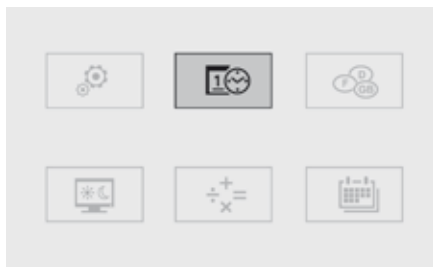 1
D
F
GB
÷ + × =